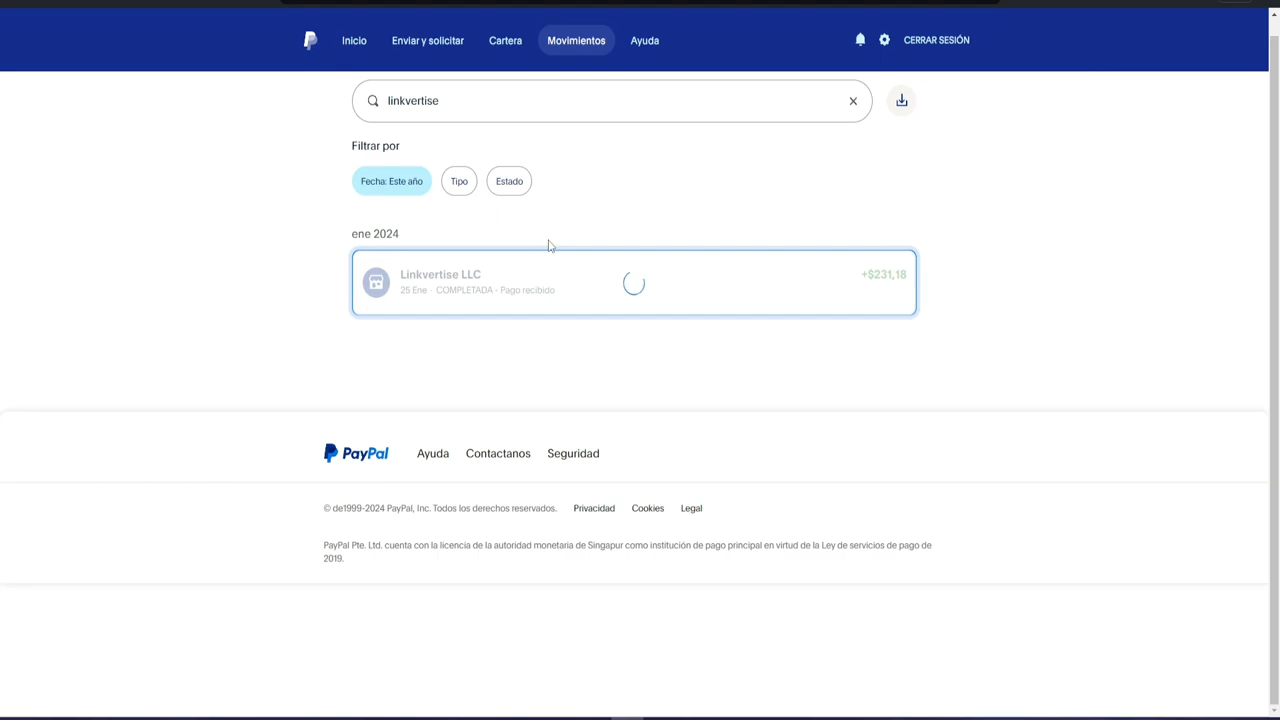 Inicio Enviar y solicitar Cartera Movimientos Ayuda CERRAR SESIÓN
linkvertise
Filtrar por
Fecha: Este año Tipo Estado
ene 2024
Linkvertise LLC +$231,18
25 Ene · COMPLETADA · Pago recibido
PayPal Ayuda Contactanos Seguridad
© de1999-2024 PayPal, Inc. Todos los derechos reservados. Privacidad Cookies Legal
PayPal Pte. Ltd. cuenta con la licencia de la autoridad monetaria de Singapur como institución de pago principal en virtud de la Ley de servicios de pago de
2019.